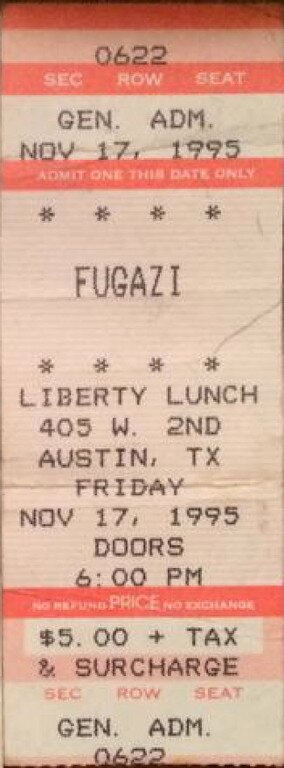 0622
SEC ROW SEAT
GEN. ADM.
NOV 17, 1995
ADMIT ONE THIS DATE ONLY
* * * *
FUGAZI
* * * *
LIBERTY LUNCH
405 W. 2ND
AUSTIN, TX
FRIDAY
NOV 17, 1995
DOORS
6:00 PM
NO REFUND PRICE NO EXCHANGE
$5.00 + TAX
& SURCHARGE
SEC ROW SEAT
GEN. ADM.
0622